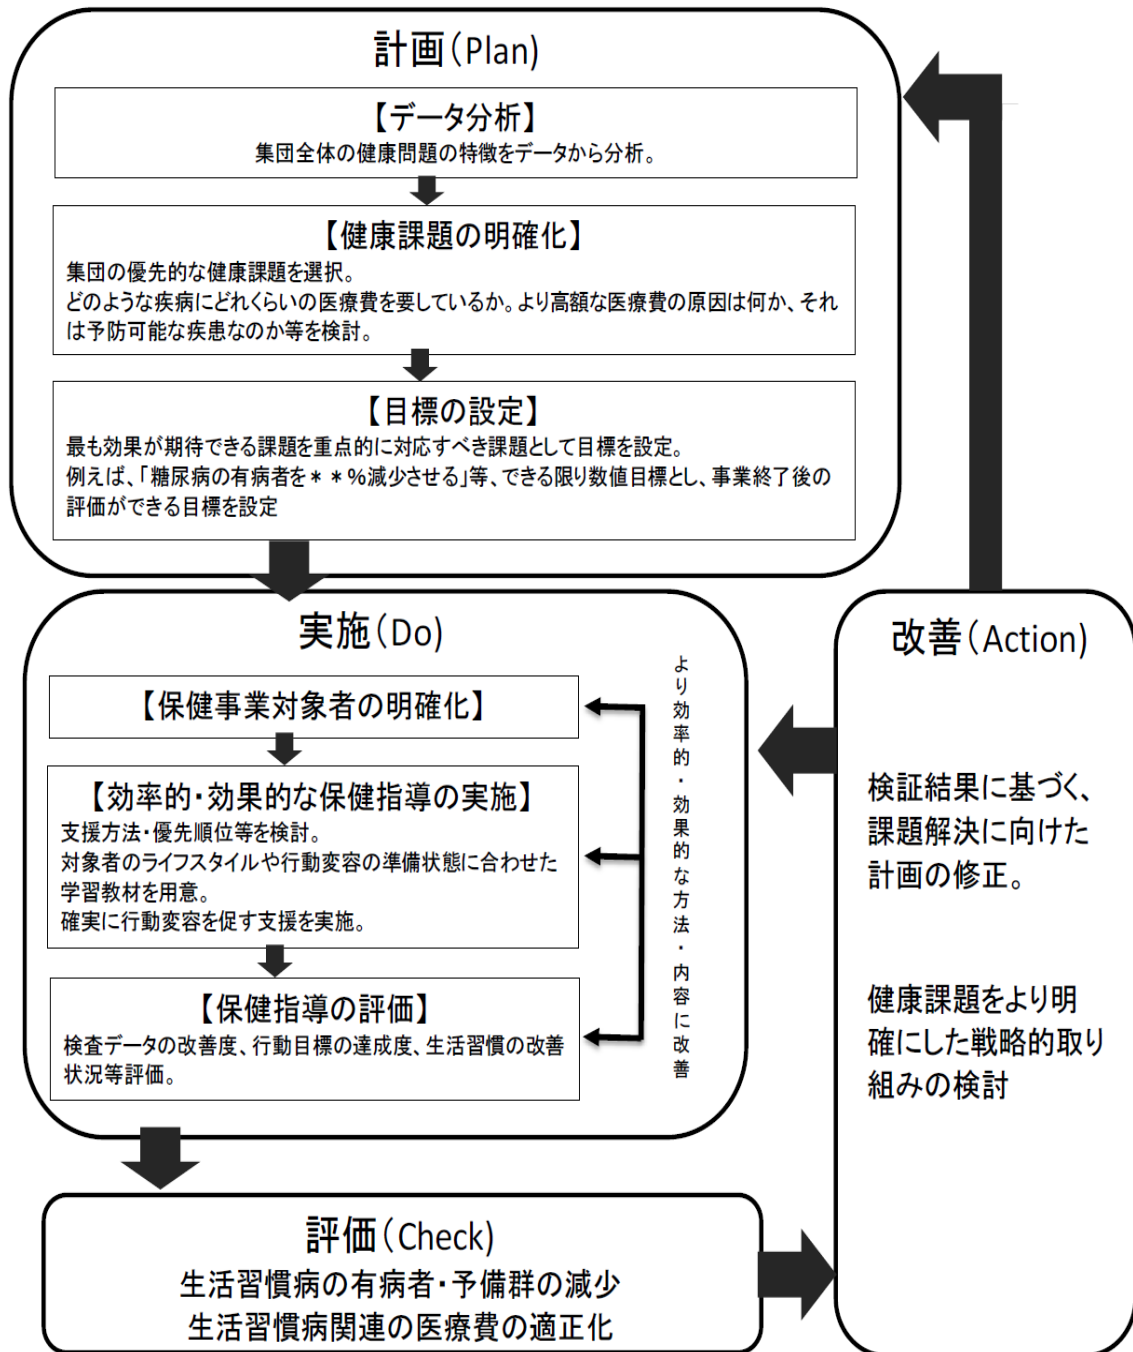 計画（Plan）
【データ分析】
集団全体の健康問題の特徴をデータから分析。
【健康課題の明確化】
集団の優先的な健康課題を選択。
どのような疾病にどれくらいの医療費を要しているか。より高額な医療費の原因は何か、それ
は予防可能な疾患なのか等を検討。
【目標の設定】
最も効果が期待できる課題を重点的に対応すべき課題として目標を設定。
例えば、「糖尿病の有病者を＊＊%減少させる」等、できる限り数値目標とし、事業終了後の
評価ができる目標を設定
実施（Do）
【保健事業対象者の明確化】
【効率的・効果的な保健指導の実施】
支援方法・優先順位等を検討。
対象者のライフスタイルや行動変容の準備状態に合わせた
学習教材を用意。
確実に行動変容を促す支援を実施。
【保健指導の評価】
検査データの改善度、行動目標の達成度、生活習慣の改善
状況等評価。
より効率的・効果的な方法・内容に改善
評価（Check）
生活習慣病の有病者・予備群の減少
生活習慣病関連の医療費の適正化
改善（Action）
検証結果に基づく、
課題解決に向けた
計画の修正。
健康課題をより明
確にした戦略的取り
組みの検討